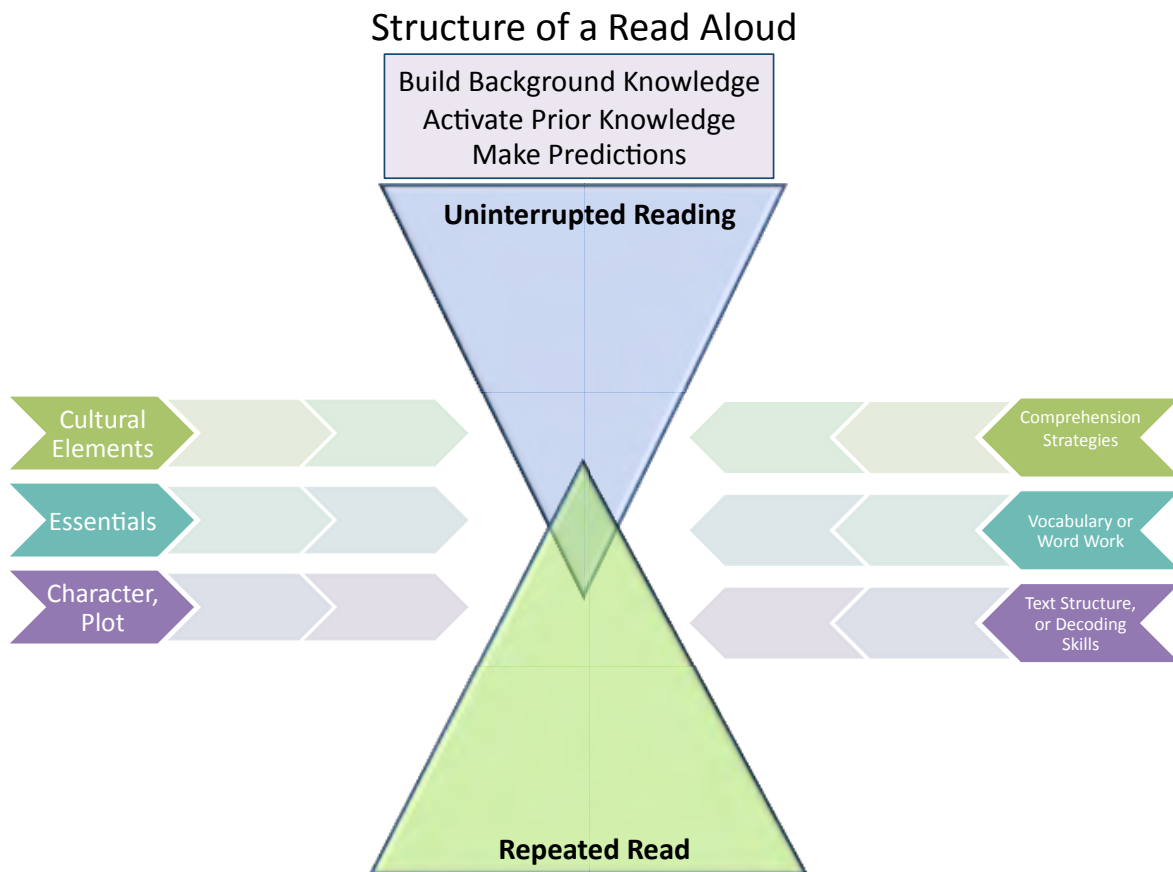 Structure of a Read Aloud
Build Background Knowledge
Activate Prior Knowledge
Make Predictions
Uninterrupted Reading
Cultural
Elements
Essentials
Character,
Plot
Comprehension
Strategies
Vocabulary or
Word Work
Text Structure,
or Decoding
Skills
Repeated Read